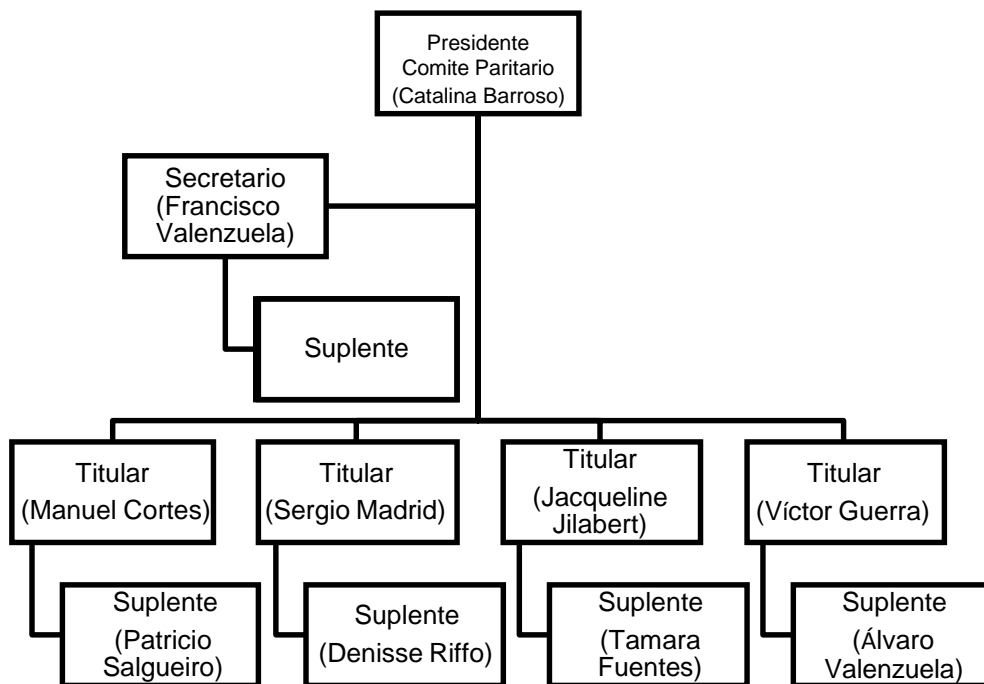 Presidente
Comite Paritario
(Catalina Barroso)
Secretario
(Francisco
Valenzuela)
Suplente
Titular
(Manuel Cortes)
Titular
(Sergio Madrid)
Titular
(Jacqueline
Jilabert)
Titular
(Víctor Guerra)
Suplente
(Patricio
Salgueiro)
Suplente
(Denisse Riffo)
Suplente
(Tamara
Fuentes)
Suplente
(Álvaro
Valenzuela)